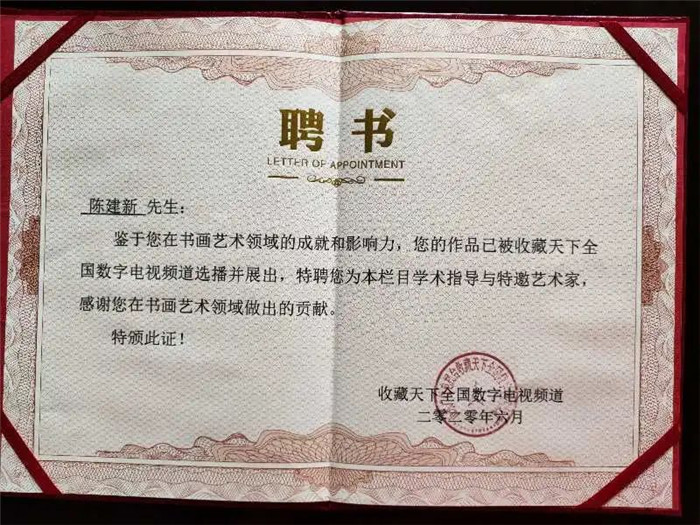 聘书
LETTER OF APPOINTMENT
陈建新 先生：
鉴于您在书画艺术领域的成就和影响力，您的作品已被收藏天下全
国数字电视频道选播并展出，特聘您为本栏目学术指导与特邀艺术家，
感谢您在书画艺术领域做出的贡献。
特颁此证！
收藏天下全国数字电视频道
二〇二〇年六月